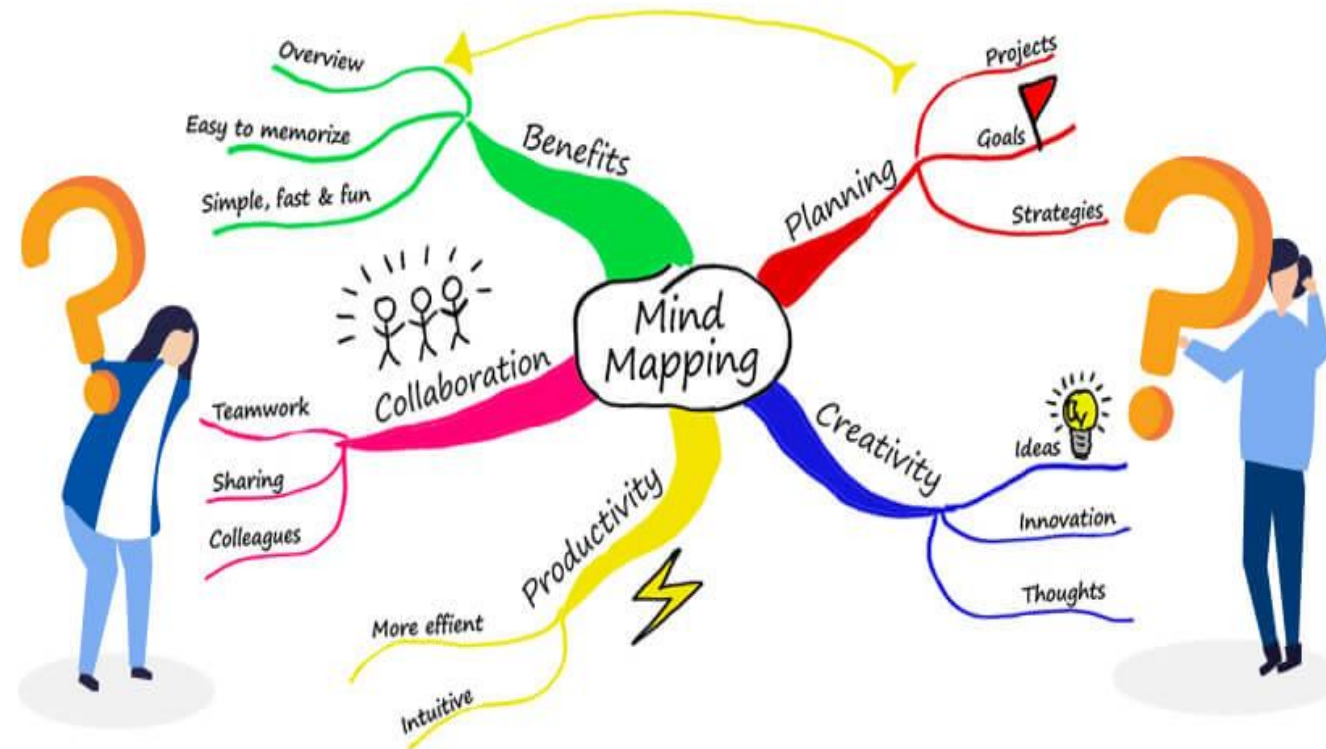 Mind
Mapping
Benefits
Overview
Easy to memorize
Simple, fast & fun
Planning
Projects
Goals
Strategies
Collaboration
Teamwork
Sharing
Colleagues
Productivity
More effient
Intuitive
Creativity
Ideas
Innovation
Thoughts